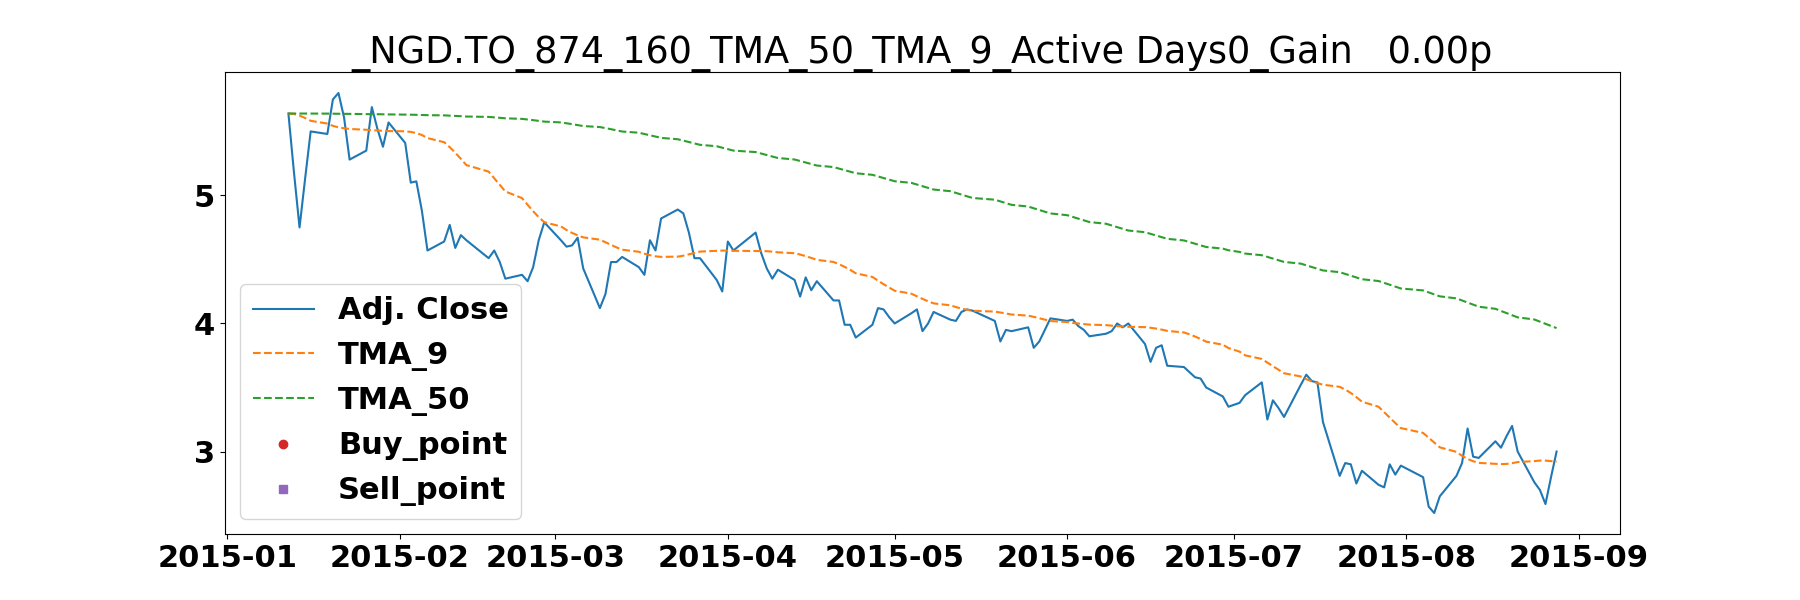 _NGD.TO_874_160_TMA_50_TMA_9_Active Days0_Gain   0.00p
5
4
3
Adj. Close
TMA_9
TMA_50
Buy_point
Sell_point
2015-01 2015-02 2015-03 2015-04 2015-05 2015-06 2015-07 2015-08 2015-09